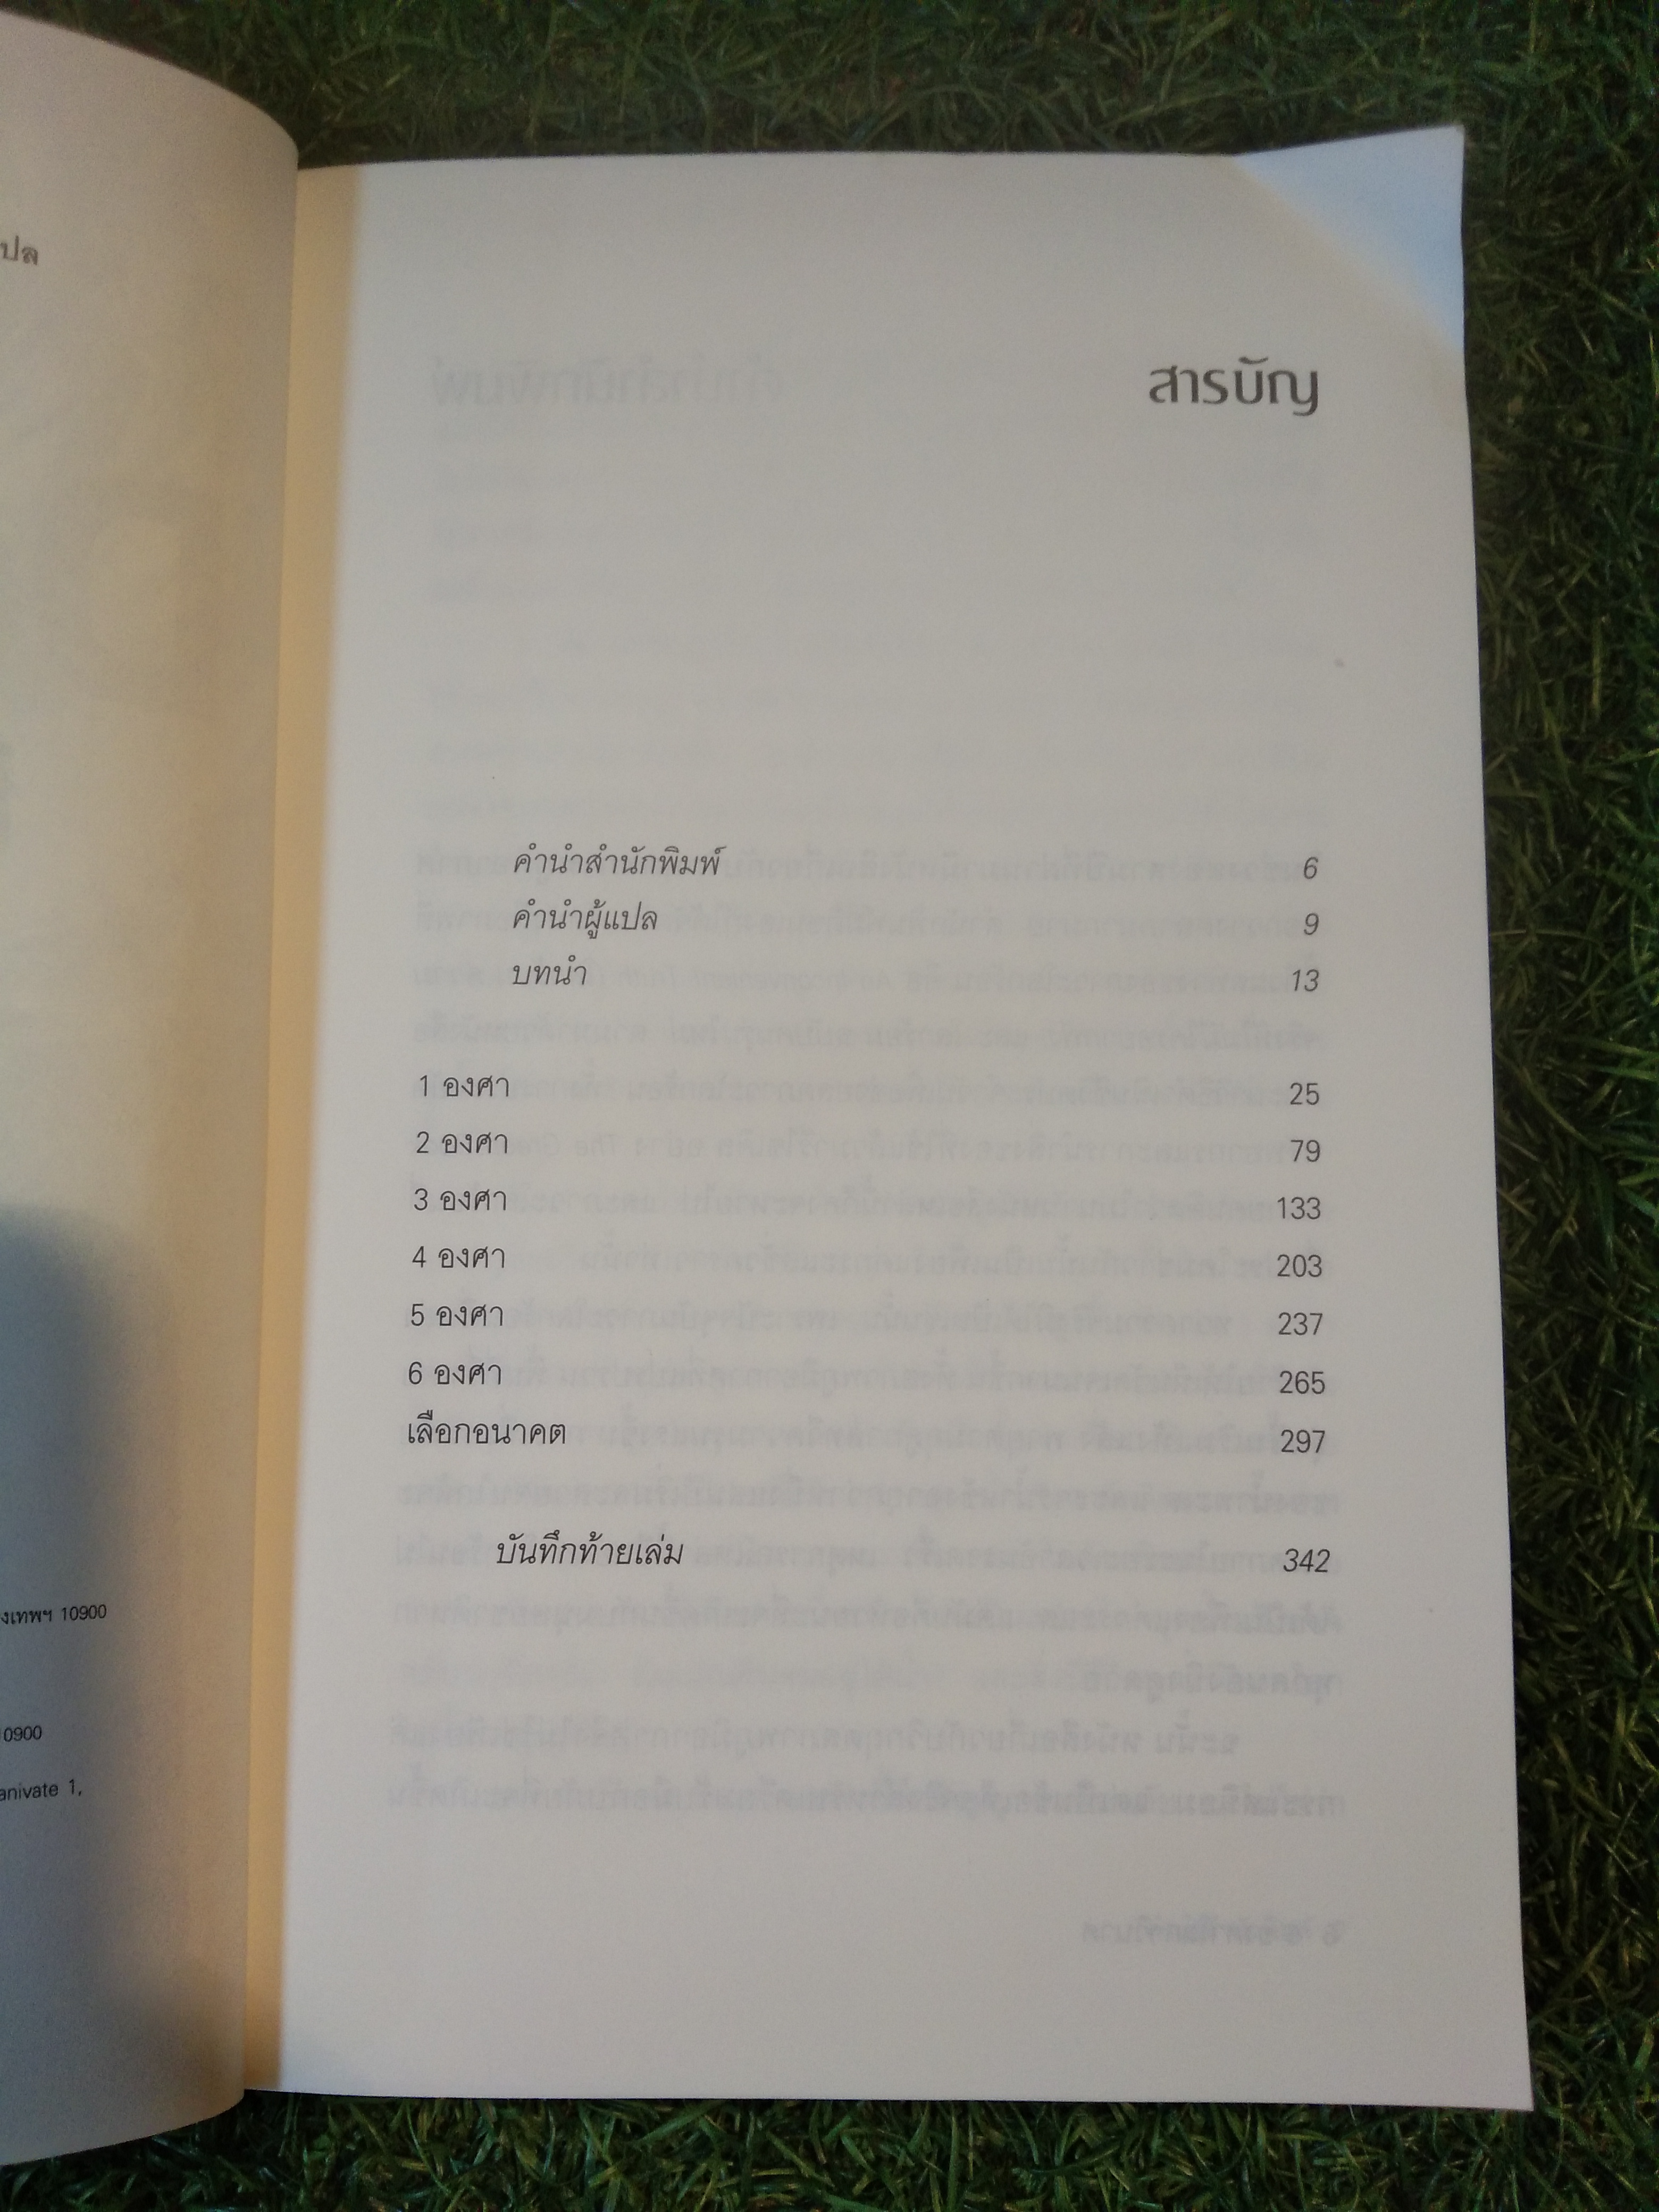 ปล
งเทพฯ 10900
10900
anivate 1,
สารบัญ
คำนำสำนักพิมพ์ 6
คำนำผู้แปล 9
บทนำ 13
1 องศา 25
2 องศา 79
3 องศา 133
4 องศา 203
5 องศา 237
6 องศา 265
เลือกอนาคต 297
บันทึกท้ายเล่ม 342